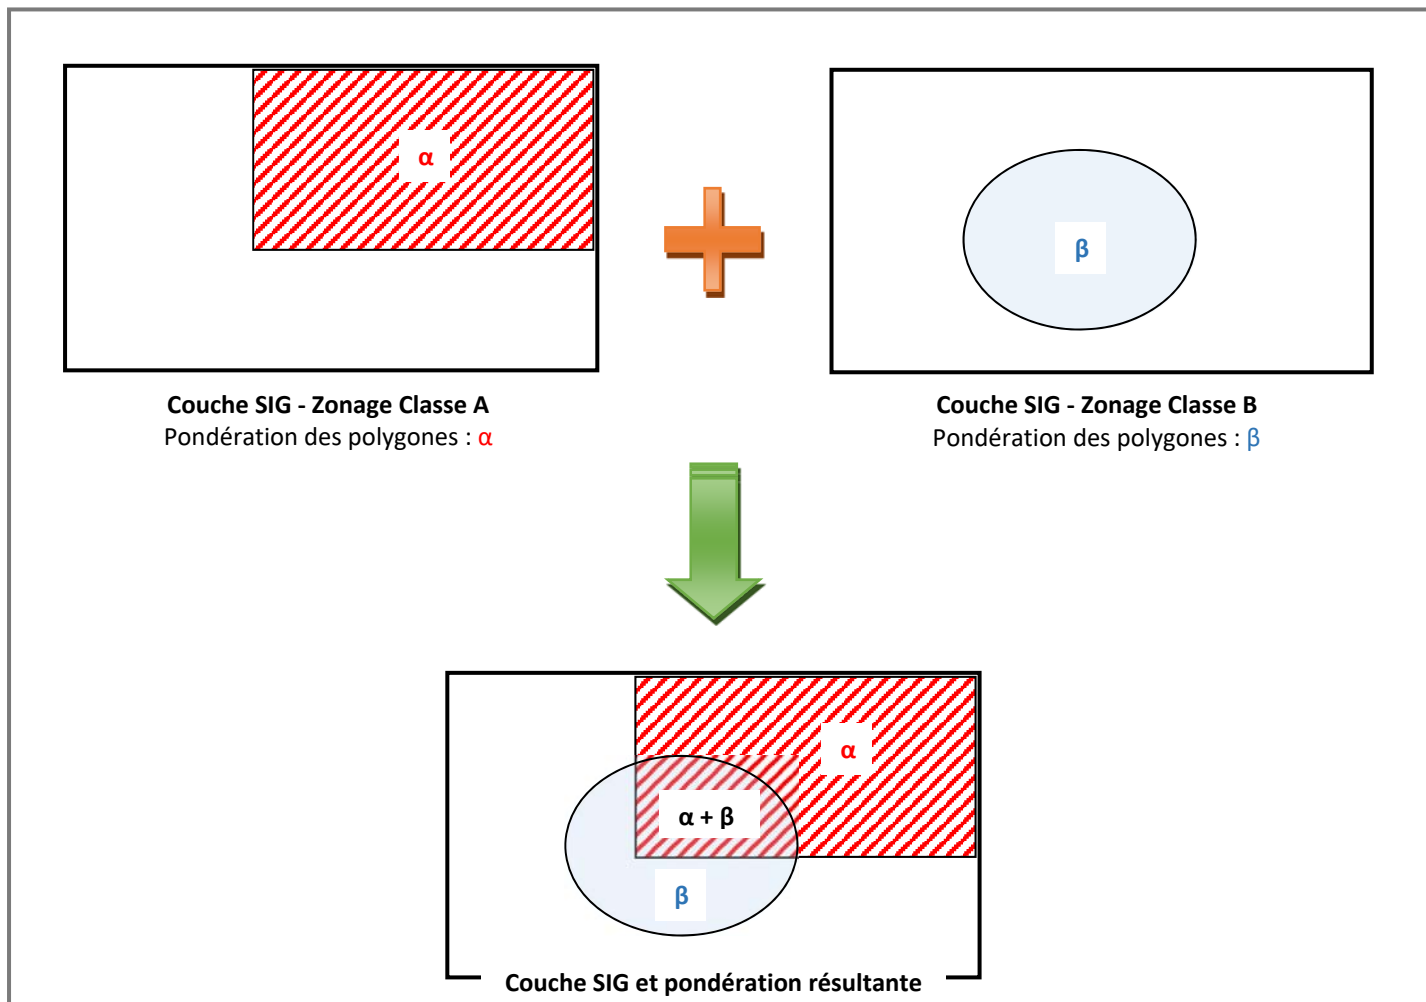 α
β
Couche SIG - Zonage Classe A
Pondération des polygones : α
Couche SIG - Zonage Classe B
Pondération des polygones : β
α
α + β
β
Couche SIG et pondération résultante